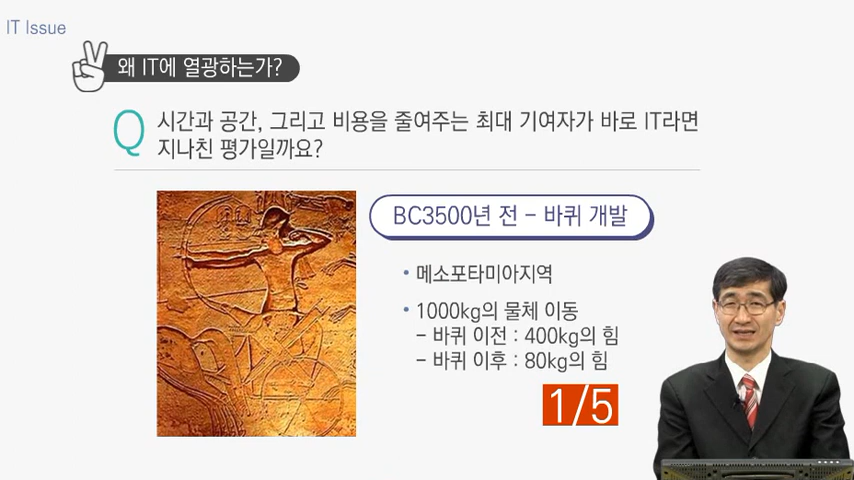 IT Issue
왜 IT에 열광하는가?
Q 시간과 공간, 그리고 비용을 줄여주는 최대 기여자가 바로 IT라면
지나친 평가일까요?
BC3500년 전 - 바퀴 개발
• 메소포타미아지역
• 1000kg의 물체 이동
- 바퀴 이전 : 400kg의 힘
- 바퀴 이후 : 80kg의 힘
1/5